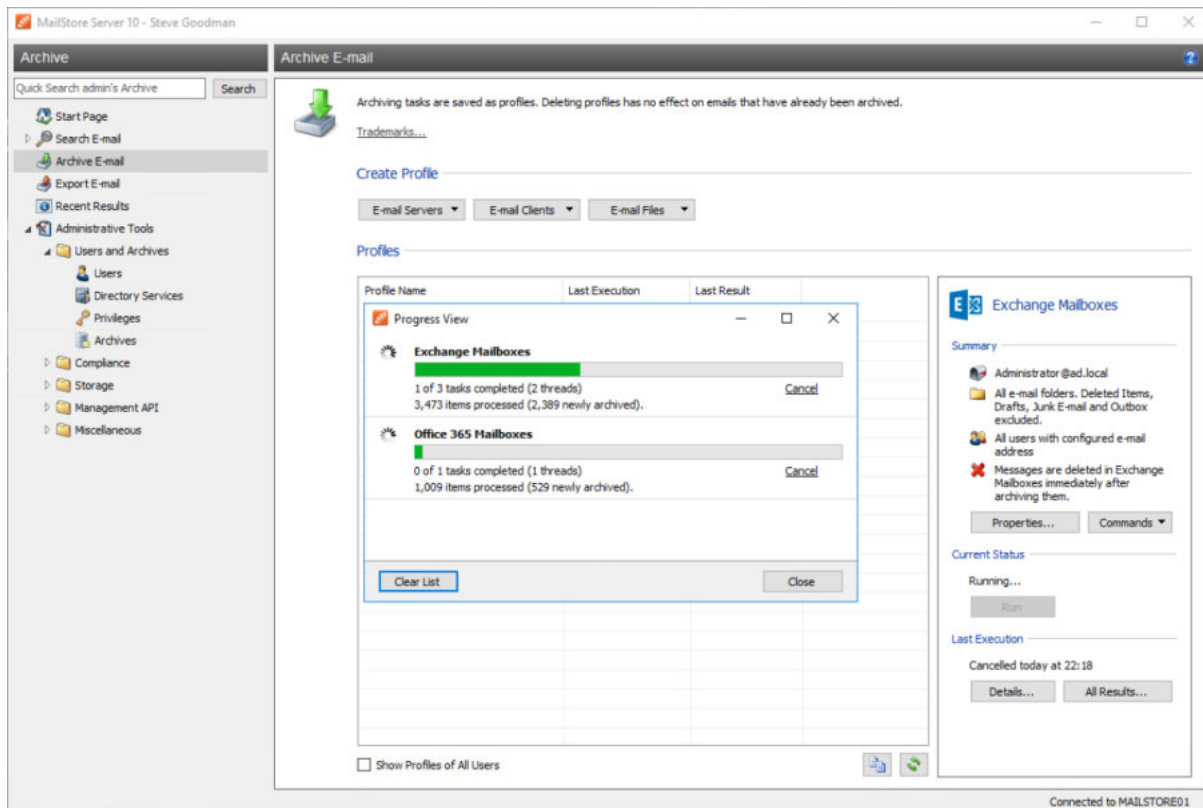 MailStore Server 10 - Steve Goodman
Archive
Archive E-mail
Quick Search admin's Archive
Search
Start Page
Search E-mail
Archive E-mail
Export E-mail
Recent Results
Administrative Tools
Users and Archives
Users
Directory Services
Privileges
Archives
Compliance
Storage
Management API
Miscellaneous
Archiving tasks are saved as profiles. Deleting profiles has no effect on emails that have already been archived.
Trademarks...
Create Profile
E-mail Servers
E-mail Clients
E-mail Files
Profiles
Profile Name Last Execution Last Result
Progress View
Exchange Mailboxes
1 of 3 tasks completed (2 threads)
Cancel
3,473 items processed (2,389 newly archived).
Office 365 Mailboxes
0 of 1 tasks completed (1 threads)
Cancel
1,009 items processed (529 newly archived).
Clear List
Close
Show Profiles of All Users
Exchange Mailboxes
Summary
Administrator@ad.local
All e-mail folders. Deleted Items,
Drafts, Junk E-mail and Outbox
excluded.
All users with configured e-mail
address
Messages are deleted in Exchange
Mailboxes immediately after
archiving them.
Properties...
Commands
Current Status
Running...
Run
Last Execution
Cancelled today at 22:18
Details...
All Results...
Connected to MAILSTORE01